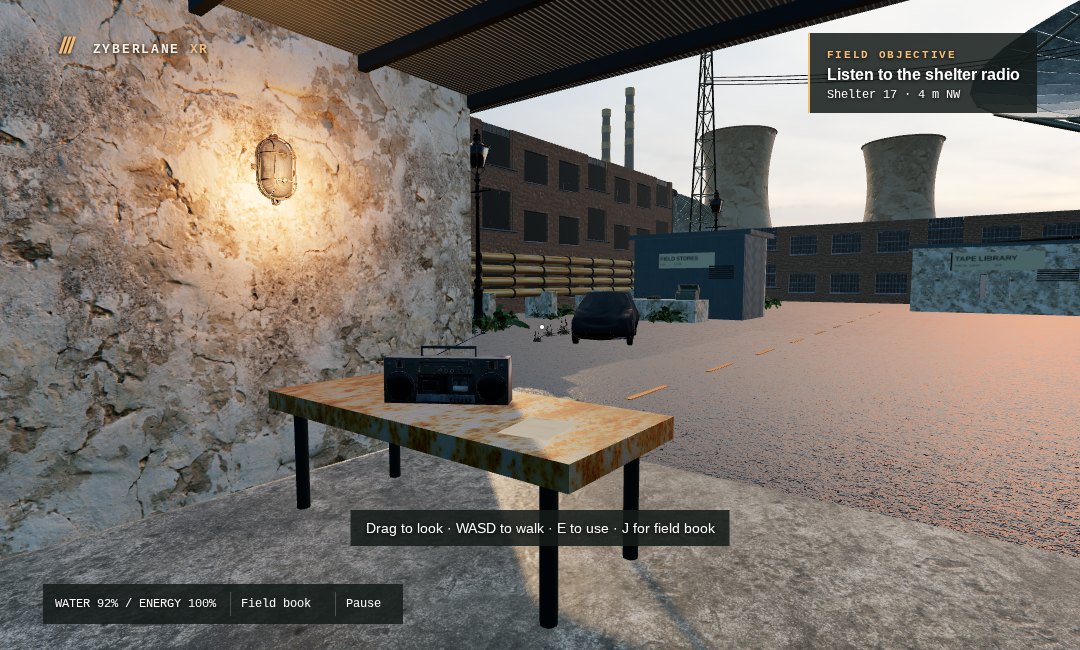 ZYBERLANE XR
FIELD OBJECTIVE
Listen to the shelter radio
Shelter 17 · 4 m NW
FIELD STORES
TAPE LIBRARY
Drag to look · WASD to walk · E to use · J for field book
WATER 92% / ENERGY 100%
Field book
Pause